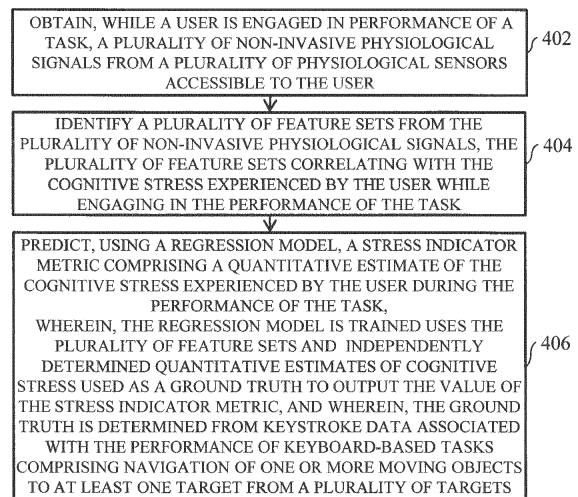 OBTAIN, WHILE A USER IS ENGAGED IN PERFORMANCE OF A
TASK, A PLURALITY OF NON-INVASIVE PHYSIOLOGICAL
SIGNALS FROM A PLURALITY OF PHYSIOLOGICAL SENSORS
ACCESSIBLE TO THE USER
402
IDENTIFY A PLURALITY OF FEATURE SETS FROM THE
PLURALITY OF NON-INVASIVE PHYSIOLOGICAL SIGNALS, THE
PLURALITY OF FEATURE SETS CORRELATING WITH THE
COGNITIVE STRESS EXPERIENCED BY THE USER WHILE
ENGAGING IN THE PERFORMANCE OF THE TASK
404
PREDICT, USING A REGRESSION MODEL, A STRESS INDICATOR
METRIC COMPRISING A QUANTITATIVE ESTIMATE OF THE
COGNITIVE STRESS EXPERIENCED BY THE USER DURING THE
PERFORMANCE OF THE TASK,
WHEREIN, THE REGRESSION MODEL IS TRAINED USES THE
PLURALITY OF FEATURE SETS AND INDEPENDENTLY
DETERMINED QUANTITATIVE ESTIMATES OF COGNITIVE
STRESS USED AS A GROUND TRUTH TO OUTPUT THE VALUE OF
THE STRESS INDICATOR METRIC, AND WHEREIN, THE GROUND
TRUTH IS DETERMINED FROM KEYSTROKE DATA ASSOCIATED
WITH THE PERFORMANCE OF KEYBOARD-BASED TASKS
COMPRISING NAVIGATION OF ONE OR MORE MOVING OBJECTS
TO AT LEAST ONE TARGET FROM A PLURALITY OF TARGETS
406